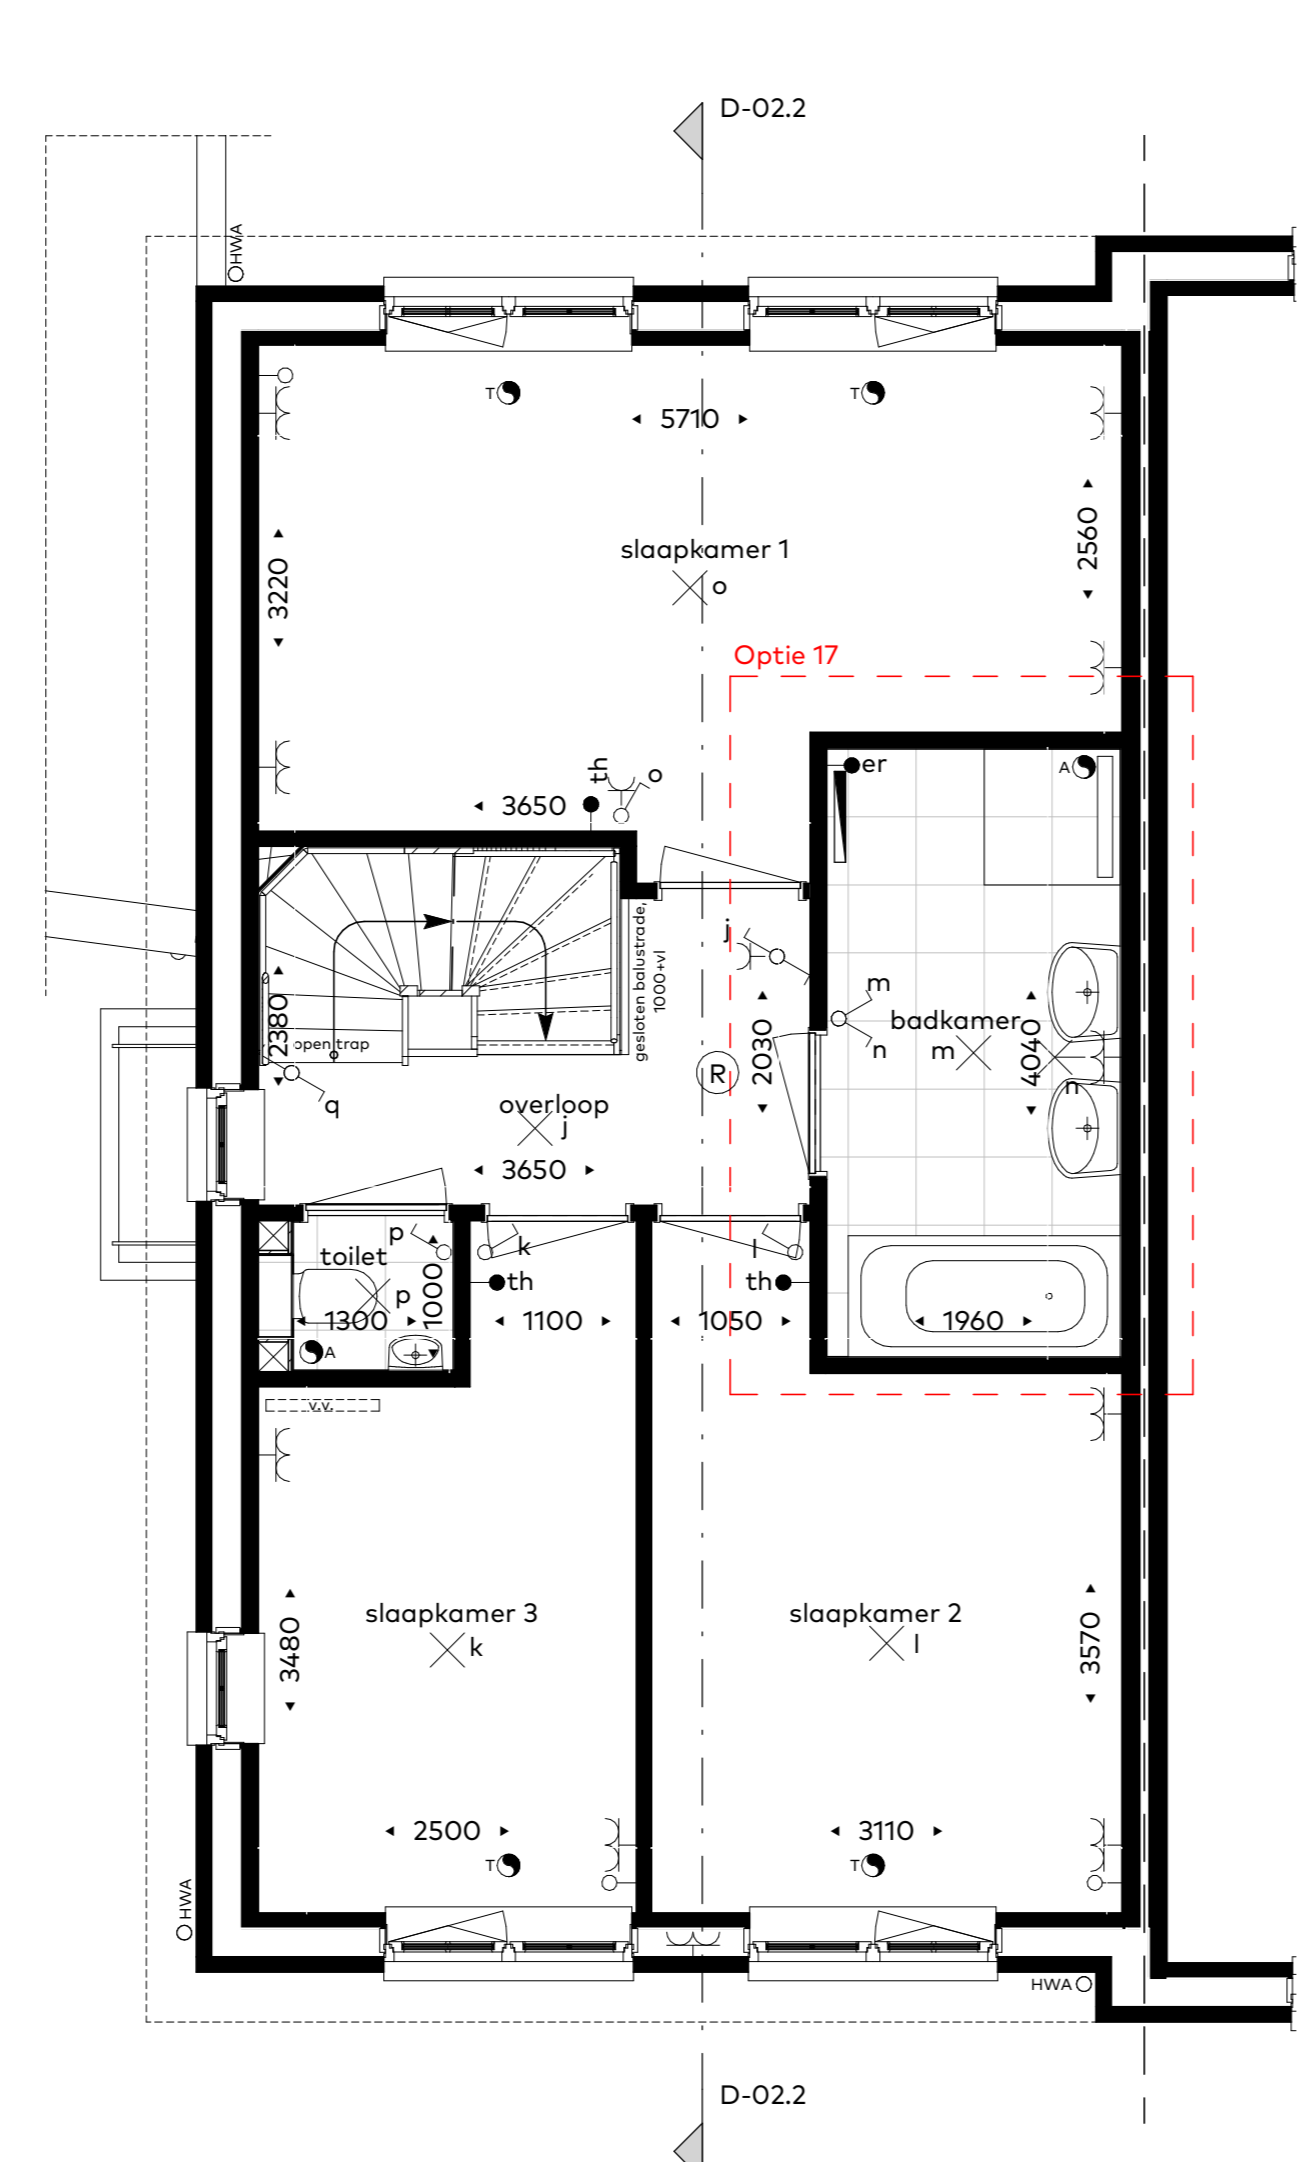 D-02.2
HWA
T
T
5710
3220
2560
slaapkamer 1
o
Optie 17
th
o
3650
er
A
gesloten balustrade,
1000+vl
j
m
n
badkamer
m
4040
n
2380
open trap
q
R
2030
overloop
j
3650
p
toilet
p
1000
1300
A
k
th
1100
l
th
1050
1960
v.v.
slaapkamer 3
k
3480
slaapkamer 2
l
3570
2500
T
3110
T
HWA
HWA
D-02.2